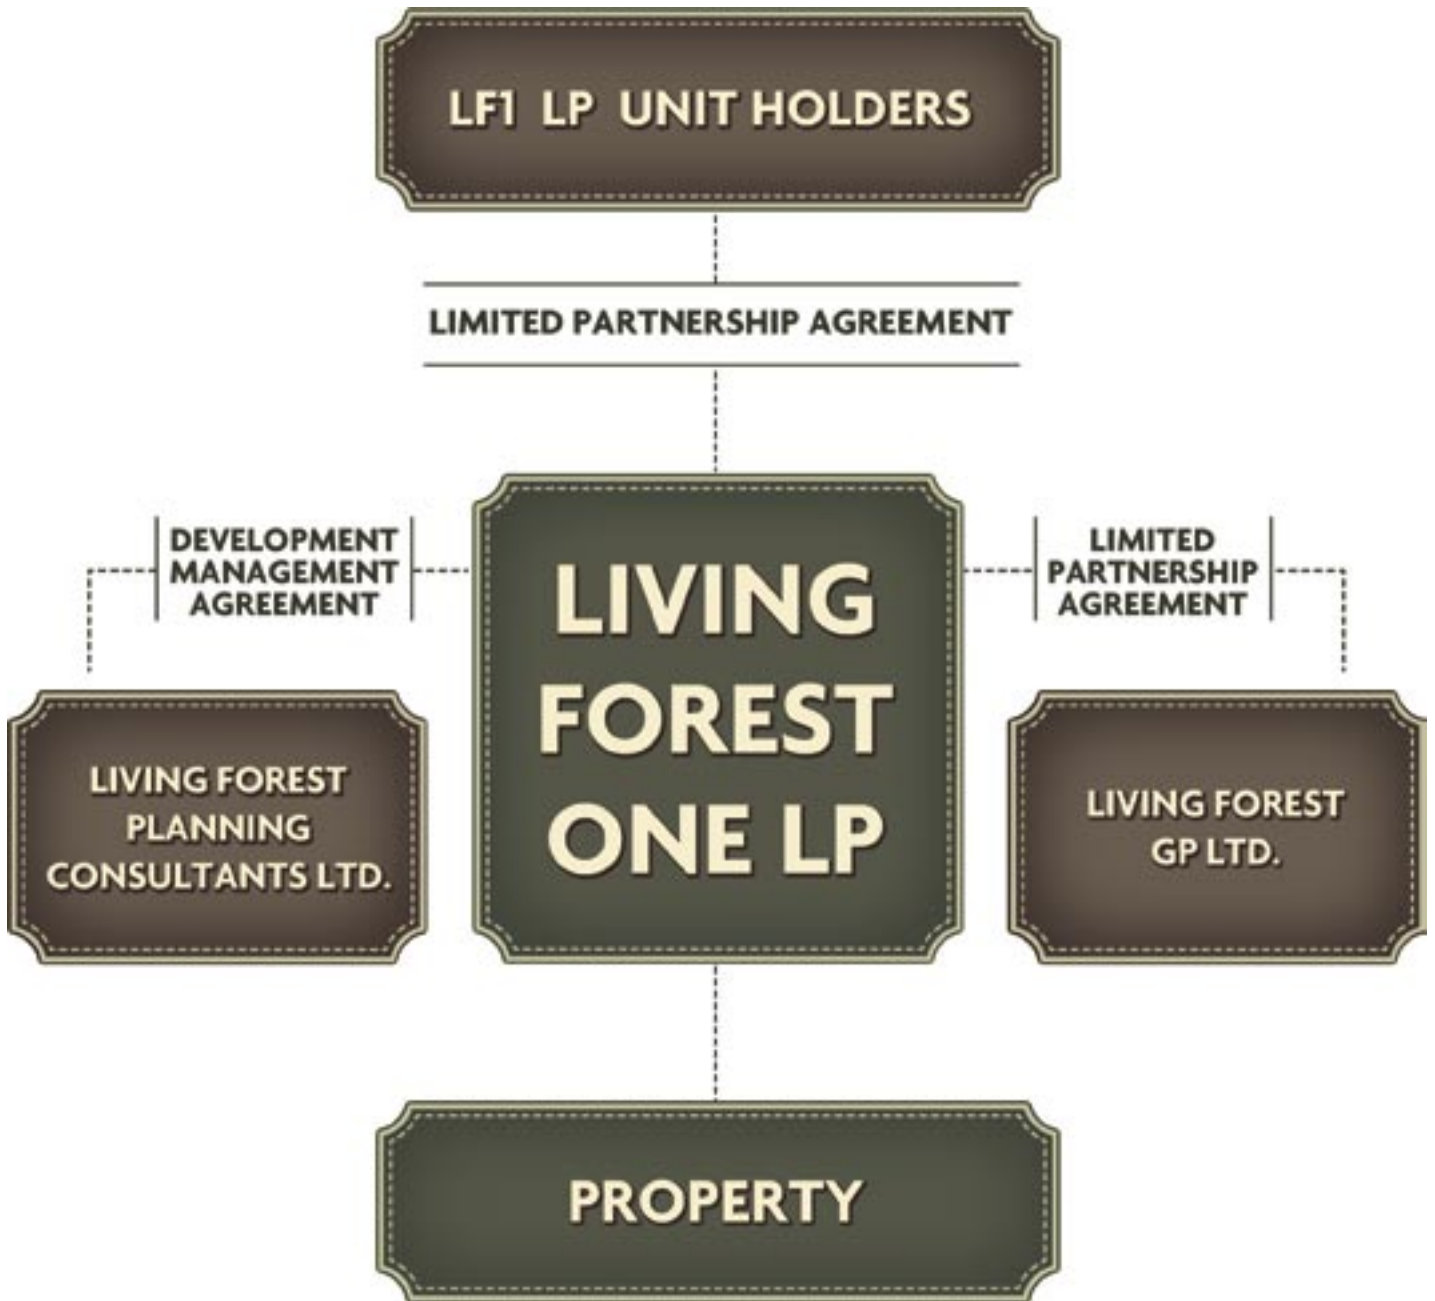 LF1 LP UNIT HOLDERS
LIMITED PARTNERSHIP AGREEMENT
DEVELOPMENT
MANAGEMENT
AGREEMENT
LIVING
FOREST
ONE LP
LIMITED
PARTNERSHIP
AGREEMENT
LIVING FOREST
PLANNING
CONSULTANTS LTD.
LIVING FOREST
GP LTD.
PROPERTY